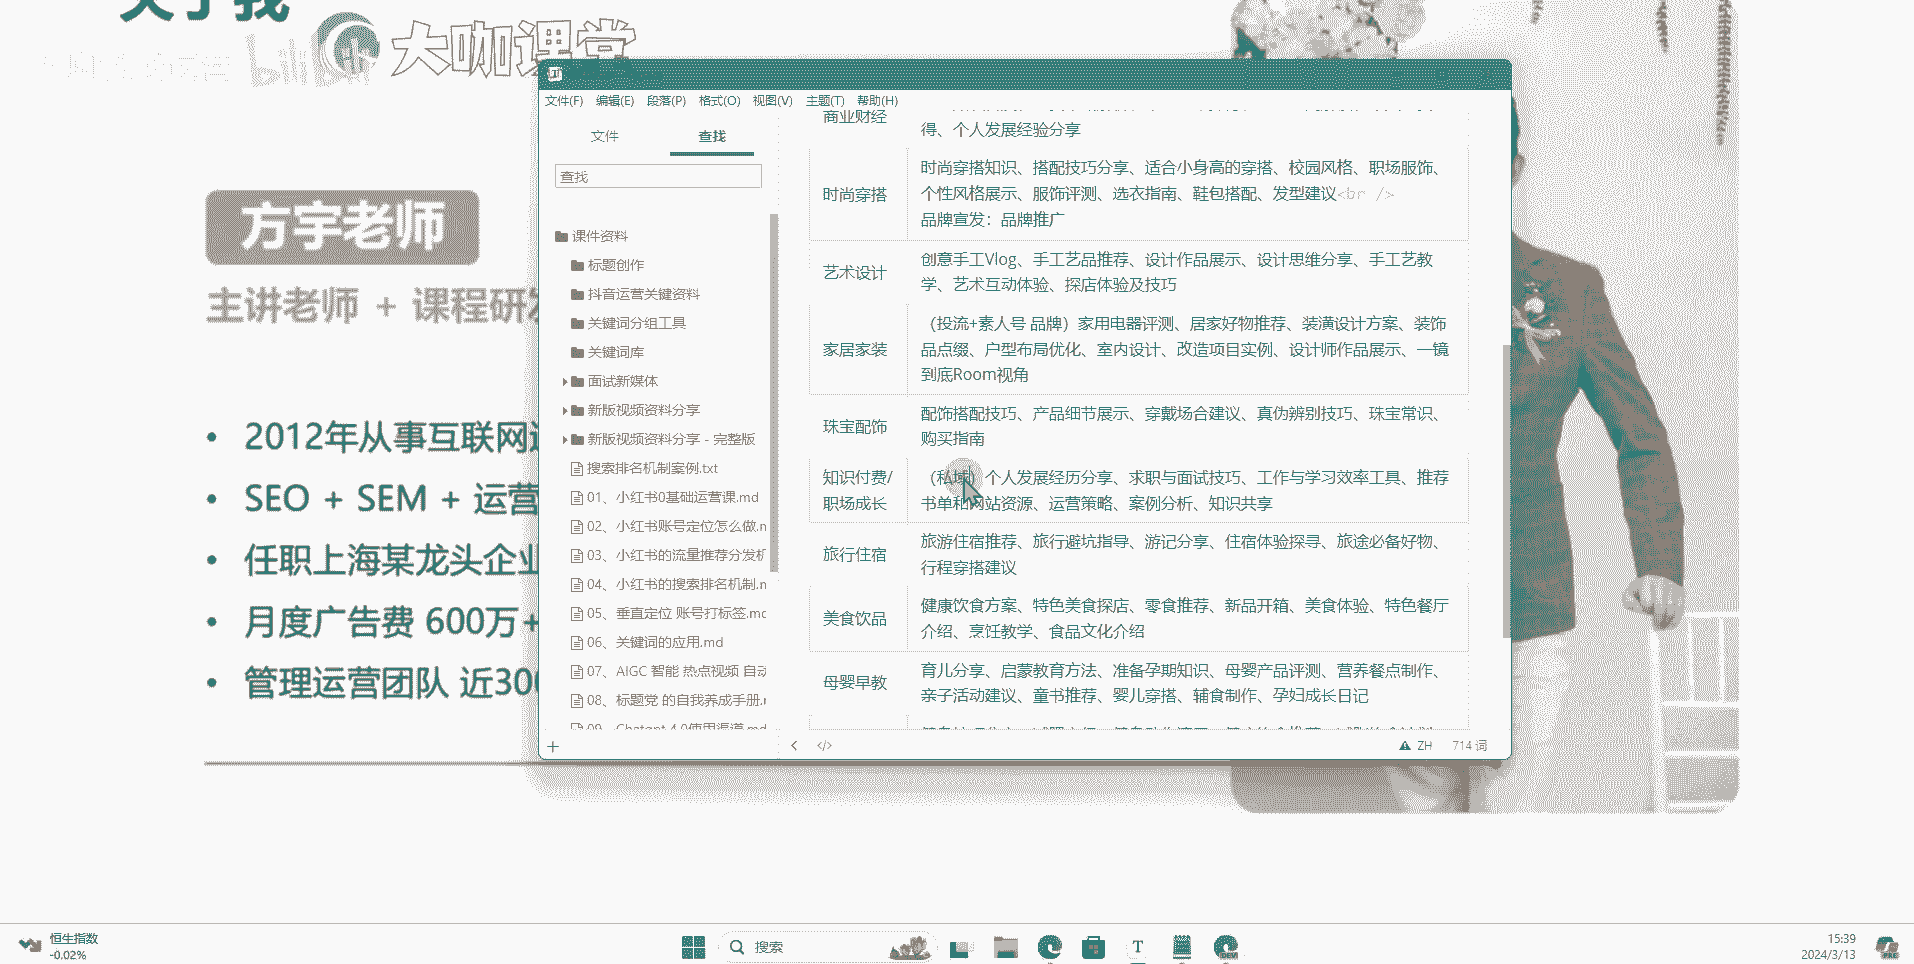 关于我
bilibili
大咖课堂
方宇老师
主讲老师 + 课程研发
2012年从事互联网运
SEO + SEM + 运营
任职上海某龙头企业
月度广告费 600万+
管理运营团队 近300
文件(F) 编辑(E) 段落(P) 格式(O) 视图(V) 主题(T) 帮助(H)
文件 查找
查找
课件资料
标题创作
抖音运营关键资料
关键词分组工具
关键词库
面试新媒体
新版视频资料分享
新版视频资料分享 - 完整版
搜索排名机制案例.txt
01、小红书0基础运营课.md
02、小红书账号定位怎么做.m
03、小红书的流量推荐分发机
04、小红书的搜索排名机制.m
05、垂直定位 账号打标签.mc
06、关键词的应用.md
07、AIGC 智能 热点视频 自动
08、标题党 的自我养成手册.m
09、Chatgpt 4.0使用渠道.md
商业财经
得、个人发展经验分享
时尚穿搭
时尚穿搭知识、搭配技巧分享、适合小身高的穿搭、校园风格、职场服饰、
个性风格展示、服饰评测、选衣指南、鞋包搭配、发型建议<br />
品牌宣发：品牌推广
艺术设计
创意手工Vlog、手工艺品推荐、设计作品展示、设计思维分享、手工艺教
学、艺术互动体验、探店体验及技巧
家居家装
（投流+素人号 品牌）家用电器评测、居家好物推荐、装潢设计方案、装饰
品点缀、户型布局优化、室内设计、改造项目实例、设计师作品展示、一镜
到底Room视角
珠宝配饰
配饰搭配技巧、产品细节展示、穿戴场合建议、真伪辨别技巧、珠宝常识、
购买指南
知识付费/
职场成长
（私域）个人发展经历分享、求职与面试技巧、工作与学习效率工具、推荐
书单和网站资源、运营策略、案例分析、知识共享
旅行住宿
旅游住宿推荐、旅行避坑指导、游记分享、住宿体验探寻、旅途必备好物、
行程穿搭建议
美食饮品
健康饮食方案、特色美食探店、零食推荐、新品开箱、美食体验、特色餐厅
介绍、烹饪教学、食品文化介绍
母婴早教
育儿分享、启蒙教育方法、准备孕期知识、母婴产品评测、营养餐点制作、
亲子活动建议、童书推荐、婴儿穿搭、辅食制作、孕妇成长日记
ZH 714 词
恒生指数
-0.02%
搜索
15:39
2024/3/13